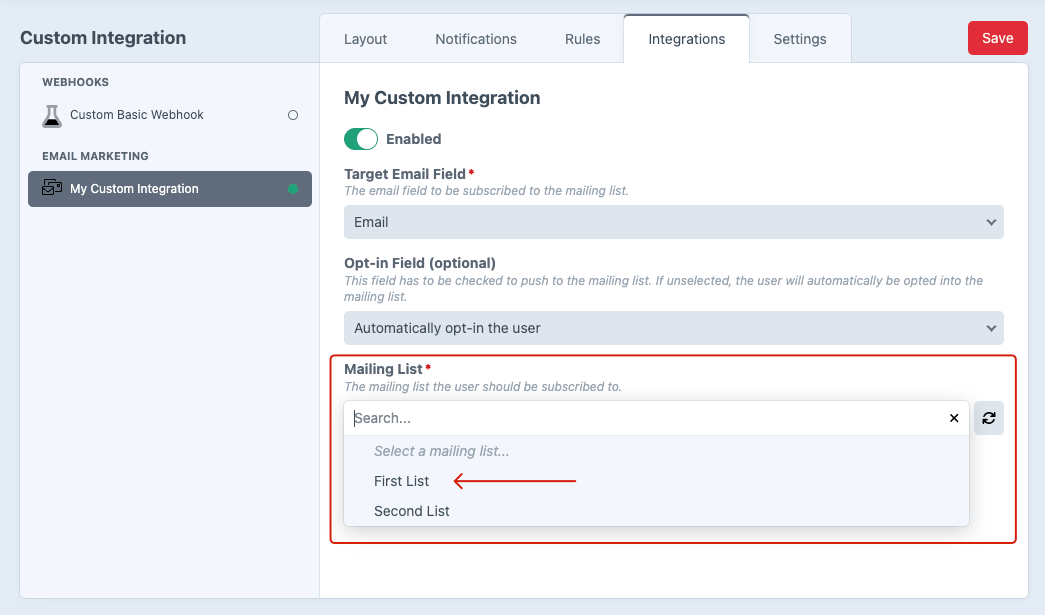 Custom Integration
Layout
Notifications
Rules
Integrations
Settings
Save
WEBHOOKS
Custom Basic Webhook
EMAIL MARKETING
My Custom Integration
My Custom Integration
Enabled
Target Email Field*
The email field to be subscribed to the mailing list.
Email
Opt-in Field (optional)
This field has to be checked to push to the mailing list. If unselected, the user will automatically be opted into the
mailing list.
Automatically opt-in the user
Mailing List*
The mailing list the user should be subscribed to.
Search...
Select a mailing list...
First List
Second List